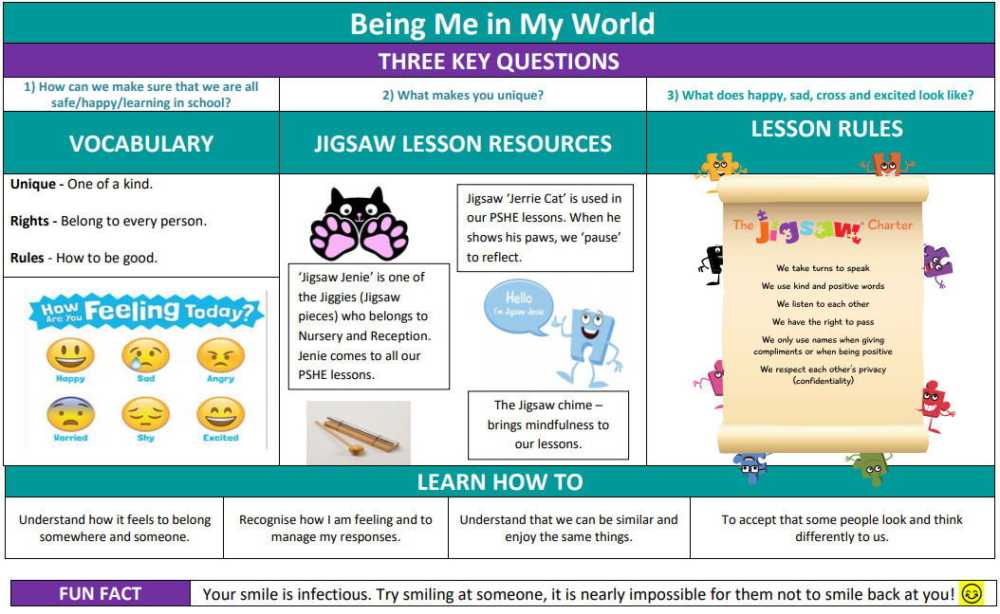 Being Me in My World
THREE KEY QUESTIONS
1) How can we make sure that we are all
safe/happy/learning in school?
2) What makes you unique?
3) What does happy, sad, cross and excited look like?
VOCABULARY
JIGSAW LESSON RESOURCES
LESSON RULES
Unique - One of a kind.
Rights - Belong to every person.
Rules - How to be good.
How Are You Feeling Today?
Happy
Sad
Angry
Worried
Shy
Excited
Jigsaw ‘Jerrie Cat’ is used in
our PSHE lessons. When he
shows his paws, we ‘pause’
to reflect.
‘Jigsaw Jenie’ is one of
the Jiggies (Jigsaw
pieces) who belongs to
Nursery and Reception.
Jenie comes to all our
PSHE lessons.
Hello
I'm Jigsaw Jenie
The Jigsaw chime –
brings mindfulness to
our lessons.
The Jigsaw® Charter
We take turns to speak
We use kind and positive words
We listen to each other
We have the right to pass
We only use names when giving
compliments or when being positive
We respect each other's privacy
(confidentiality)
LEARN HOW TO
Understand how it feels to belong
somewhere and someone.
Recognise how I am feeling and to
manage my responses.
Understand that we can be similar and
enjoy the same things.
To accept that some people look and think
differently to us.
FUN FACT
Your smile is infectious. Try smiling at someone, it is nearly impossible for them not to smile back at you! 😊